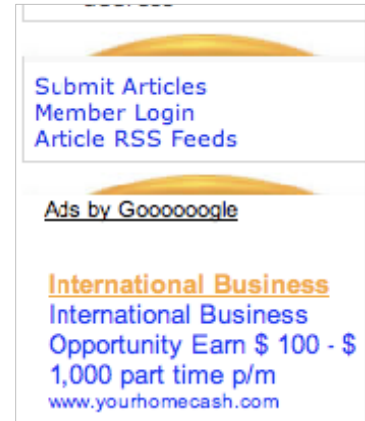 Submit Articles
Member Login
Article RSS Feeds
Ads by Goooooogle
International Business
International Business
Opportunity Earn $ 100 - $
1,000 part time p/m
www.yourhomecash.com